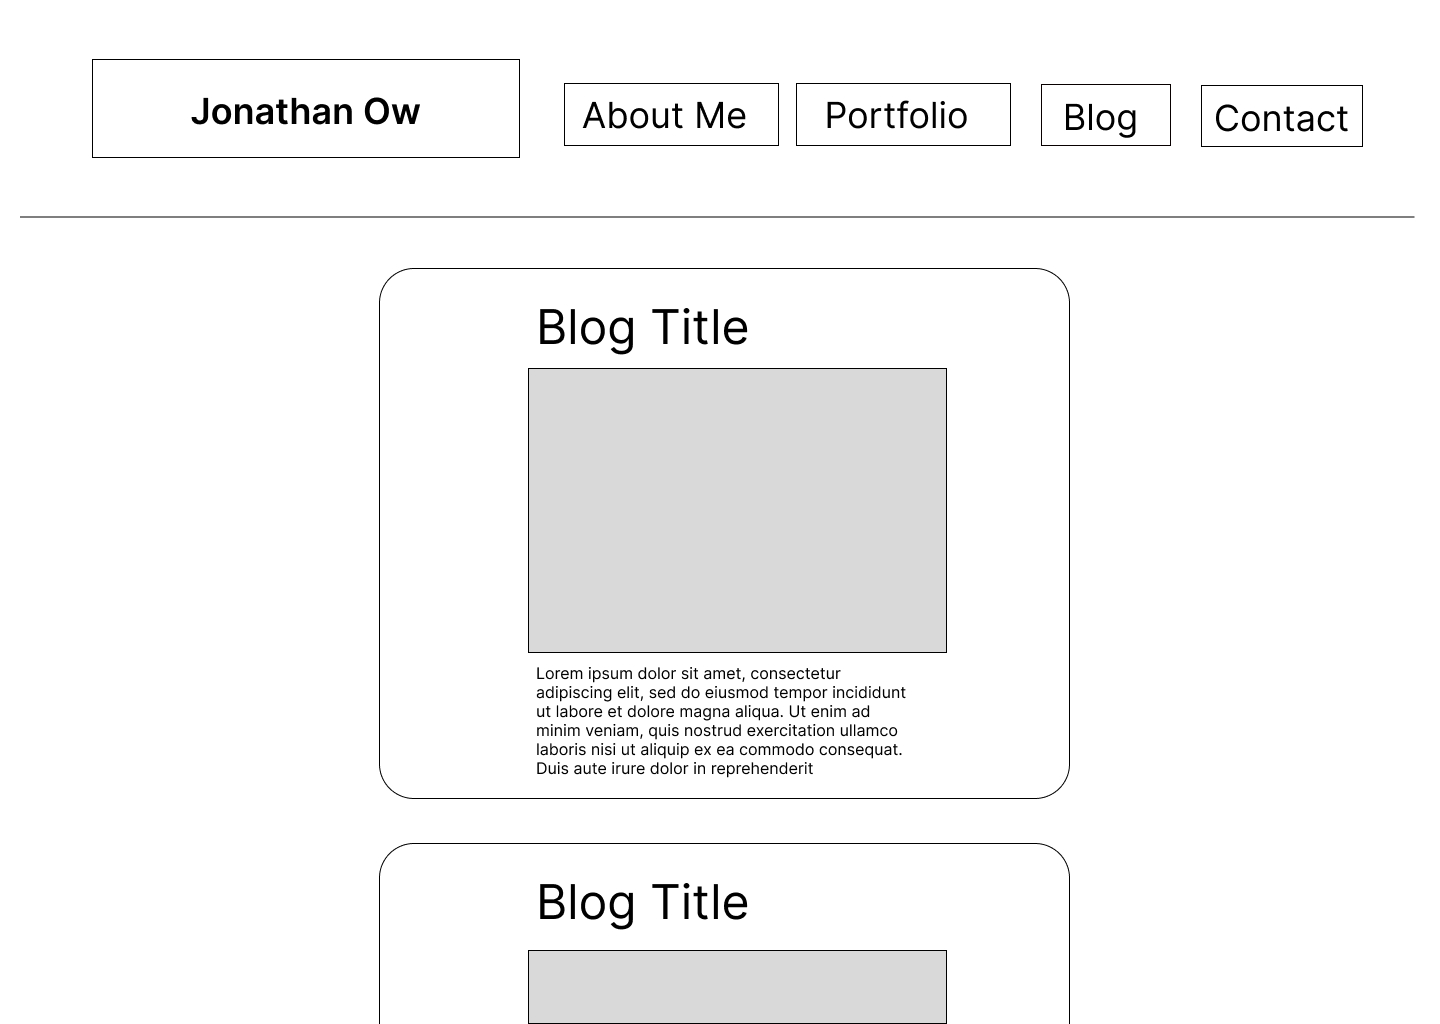 Jonathan Ow
About Me
Portfolio
Blog
Contact
Blog Title
Lorem ipsum dolor sit amet, consectetur
adipiscing elit, sed do eiusmod tempor incididunt
ut labore et dolore magna aliqua. Ut enim ad
minim veniam, quis nostrud exercitation ullamco
laboris nisi ut aliquip ex ea commodo consequat.
Duis aute irure dolor in reprehenderit
Blog Title